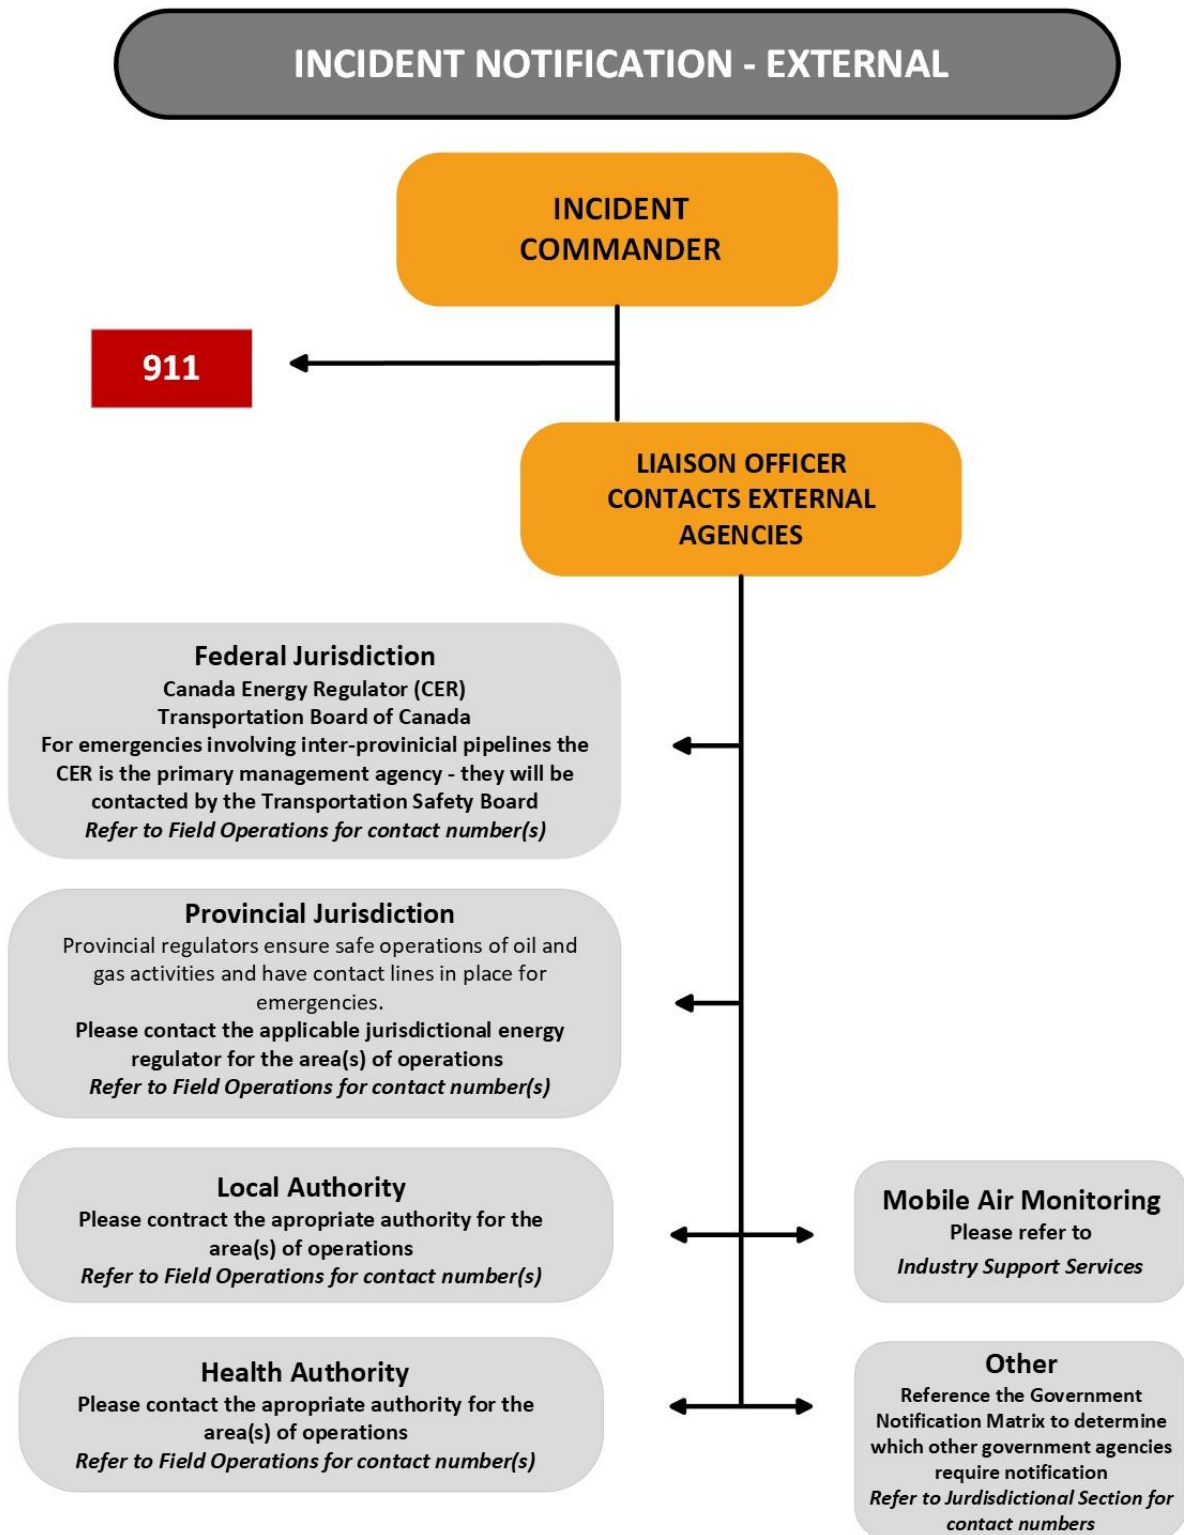 INCIDENT NOTIFICATION - EXTERNAL
INCIDENT
COMMANDER
911
LIAISON OFFICER
CONTACTS EXTERNAL
AGENCIES
Federal Jurisdiction
Canada Energy Regulator (CER)
Transportation Board of Canada
For emergencies involving inter-provinicial pipelines the
CER is the primary management agency - they will be
contacted by the Transportation Safety Board
Refer to Field Operations for contact number(s)
Provincial Jurisdiction
Provincial regulators ensure safe operations of oil and
gas activities and have contact lines in place for
emergencies.
Please contact the applicable jurisdictional energy
regulator for the area(s) of operations
Refer to Field Operations for contact number(s)
Local Authority
Please contract the apropriate authority for the
area(s) of operations
Refer to Field Operations for contact number(s)
Mobile Air Monitoring
Please refer to
Industry Support Services
Health Authority
Please contact the apropriate authority for the
area(s) of operations
Refer to Field Operations for contact number(s)
Other
Reference the Government
Notification Matrix to determine
which other government agencies
require notification
Refer to Jurdisdictional Section for
contact numbers